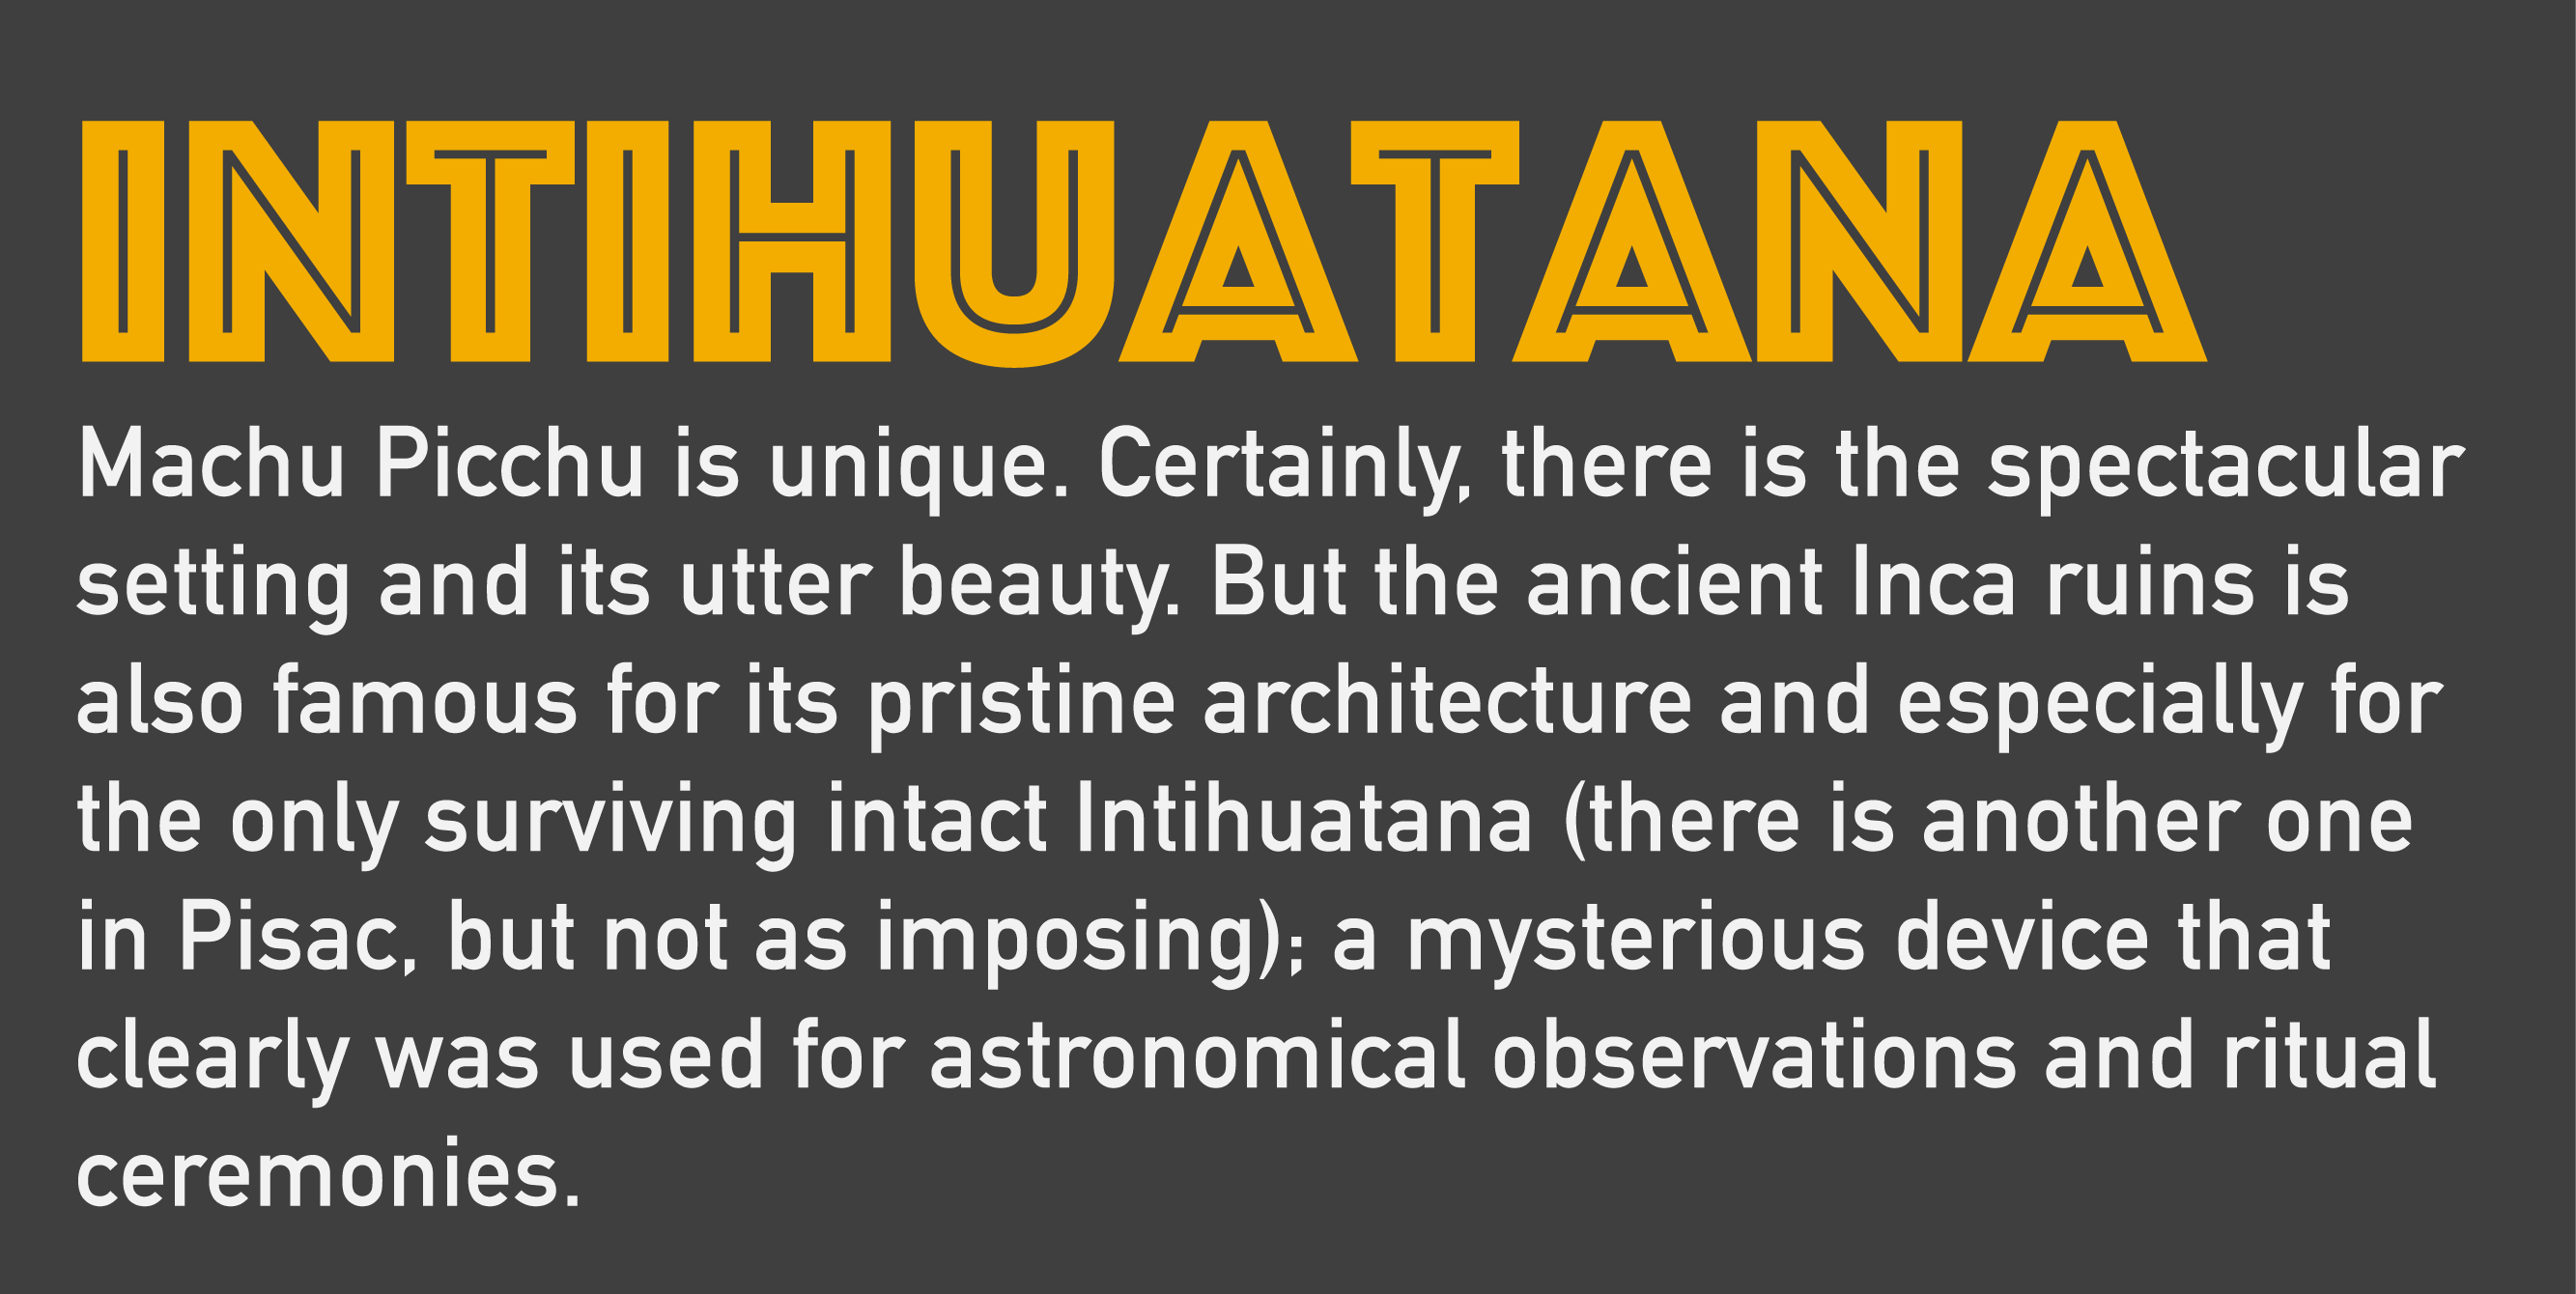 INTIHUATANA
Machu Picchu is unique. Certainly, there is the spectacular
setting and its utter beauty. But the ancient Inca ruins is
also famous for its pristine architecture and especially for
the only surviving intact Intihuatana (there is another one
in Pisac, but not as imposing); a mysterious device that
clearly was used for astronomical observations and ritual
ceremonies.